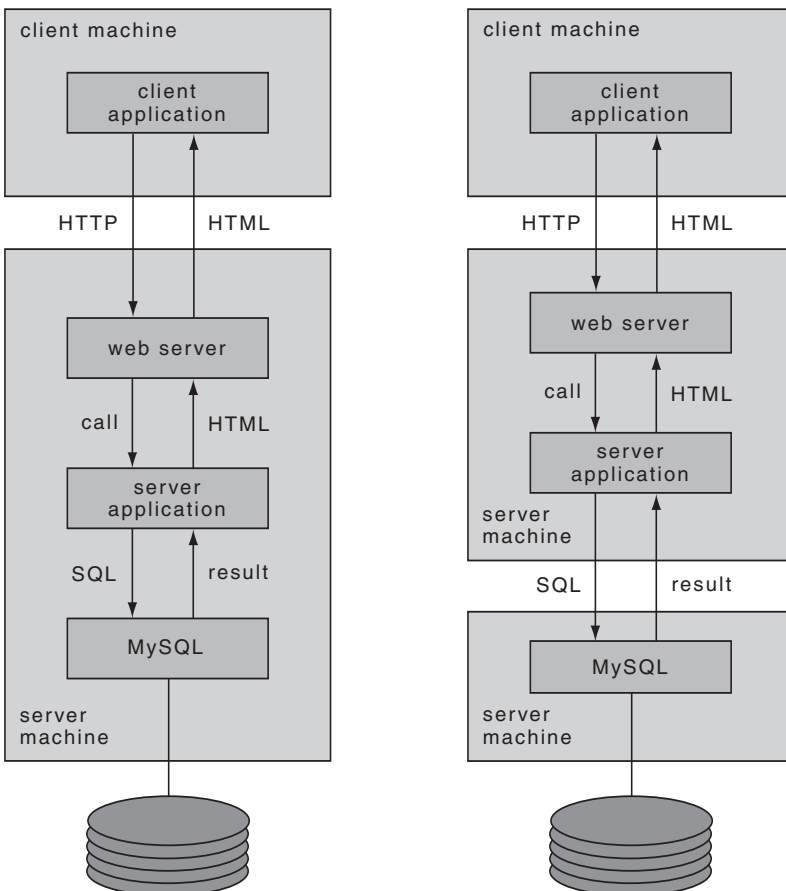 client machine
client
application
HTTP
HTML
web server
call
HTML
server
application
SQL
result
MySQL
server
machine
client machine
client
application
HTTP
HTML
web server
call
HTML
server
application
server
machine
SQL
result
MySQL
server
machine